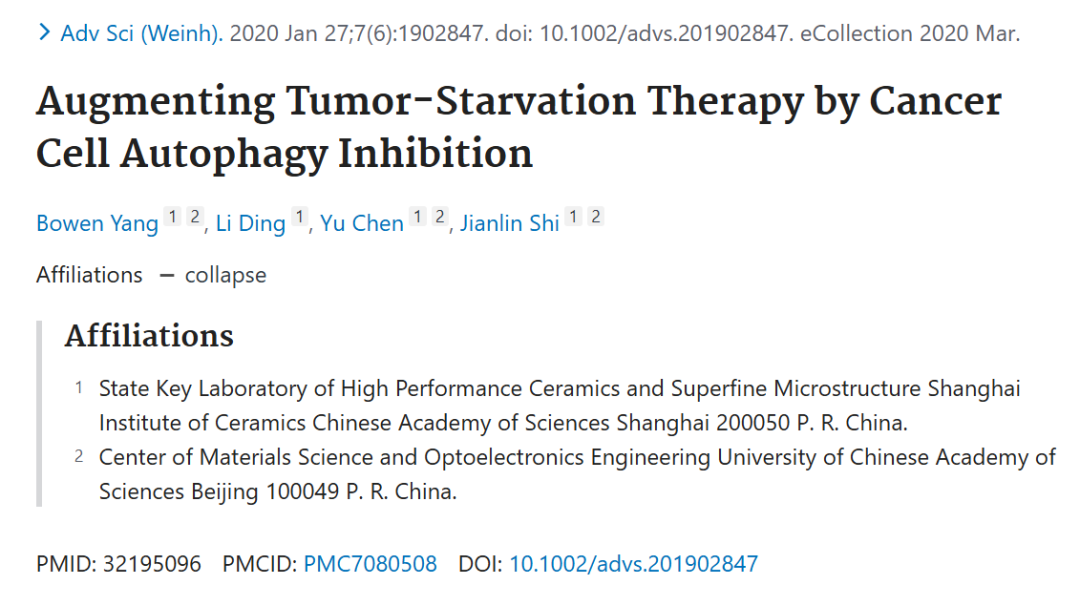 Adv Sci (Weinh). 2020 Jan 27;7(6):1902847. doi: 10.1002/advs.201902847. eCollection 2020 Mar.
Augmenting Tumor-Starvation Therapy by Cancer
Cell Autophagy Inhibition
Bowen Yang 1 2, Li Ding 1, Yu Chen 1 2, Jianlin Shi 1 2
Affiliations – collapse
Affiliations
1 State Key Laboratory of High Performance Ceramics and Superfine Microstructure Shanghai
Institute of Ceramics Chinese Academy of Sciences Shanghai 200050 P. R. China.
2 Center of Materials Science and Optoelectronics Engineering University of Chinese Academy of
Sciences Beijing 100049 P. R. China.
PMID: 32195096 PMCID: PMC7080508 DOI: 10.1002/advs.201902847